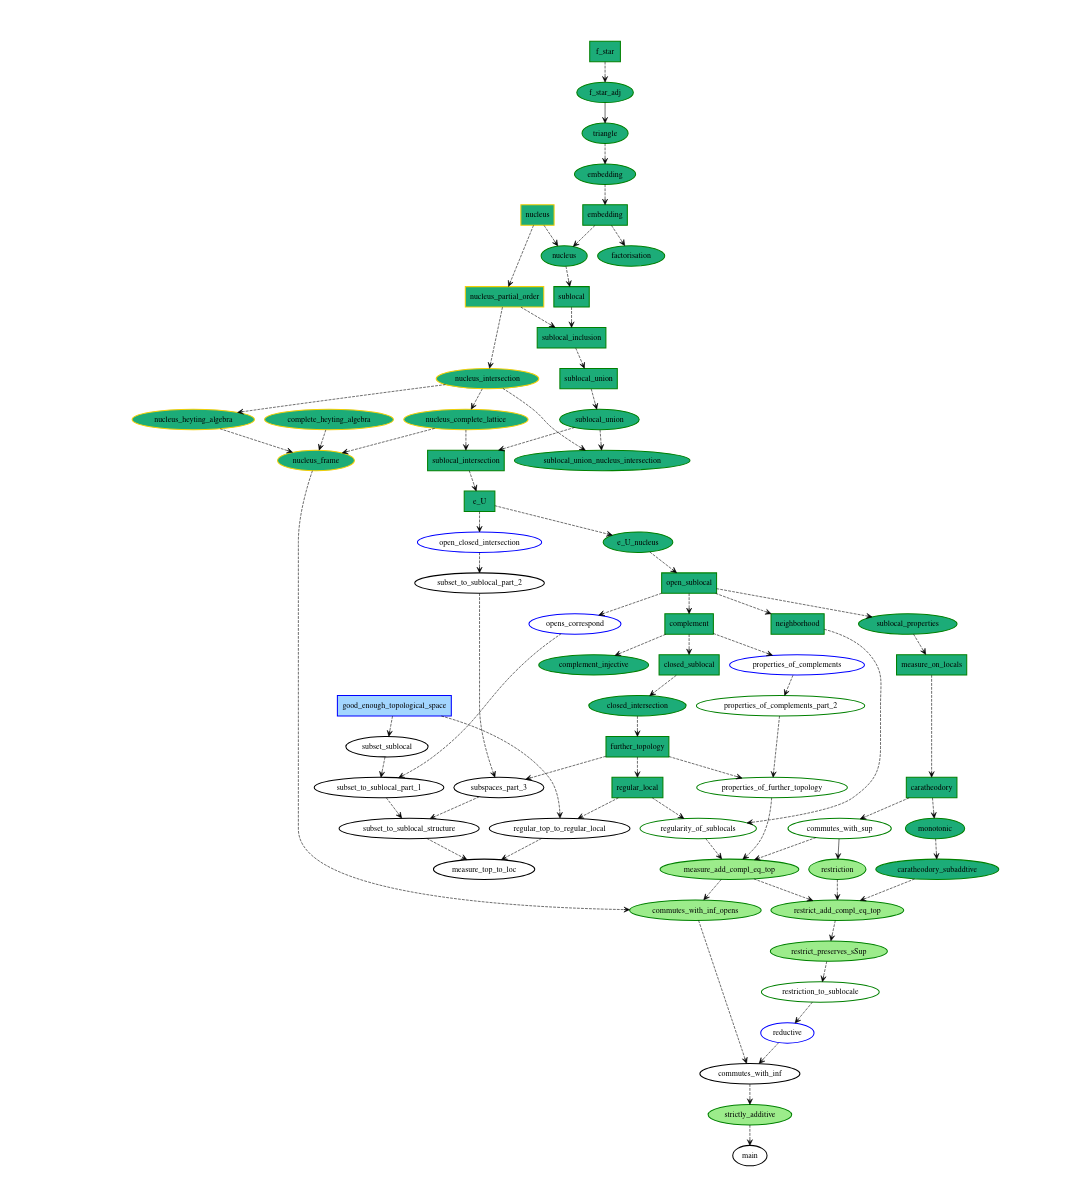 f_star
f_star_adj
triangle
embedding
nucleus
embedding
nucleus
factorisation
nucleus_partial_order
sublocal
sublocal_inclusion
nucleus_intersection
sublocal_union
nucleus_heyting_algebra
complete_heyting_algebra
nucleus_complete_lattice
sublocal_union
nucleus_frame
sublocal_intersection
sublocal_union_nucleus_intersection
e_U
open_closed_intersection
e_U_nucleus
subset_to_sublocal_part_2
open_sublocal
opens_correspond
complement
neighborhood
sublocal_properties
complement_injective
closed_sublocal
properties_of_complements
measure_on_locals
good_enough_topological_space
closed_intersection
properties_of_complements_part_2
subset_sublocal
further_topology
subset_to_sublocal_part_1
subspaces_part_3
regular_local
properties_of_further_topology
caratheodory
subset_to_sublocal_structure
regular_top_to_regular_local
regularity_of_sublocals
commutes_with_sup
monotonic
measure_top_to_loc
measure_add_compl_eq_top
restriction
caratheodory_subaddtive
commutes_with_inf_opens
restrict_add_compl_eq_top
restrict_preserves_sSup
restriction_to_sublocale
reductive
commutes_with_inf
strictly_additive
main